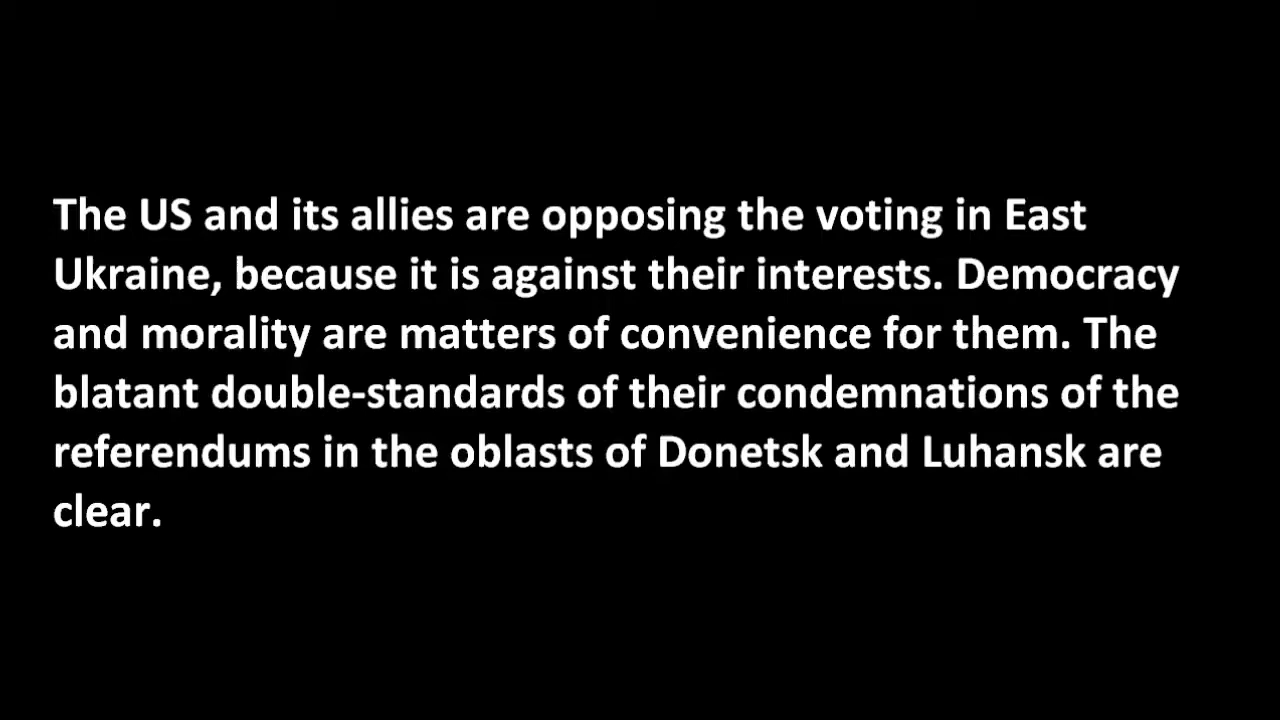 The US and its allies are opposing the voting in East
Ukraine, because it is against their interests. Democracy
and morality are matters of convenience for them. The
blatant double-standards of their condemnations of the
referendums in the oblasts of Donetsk and Luhansk are
clear.